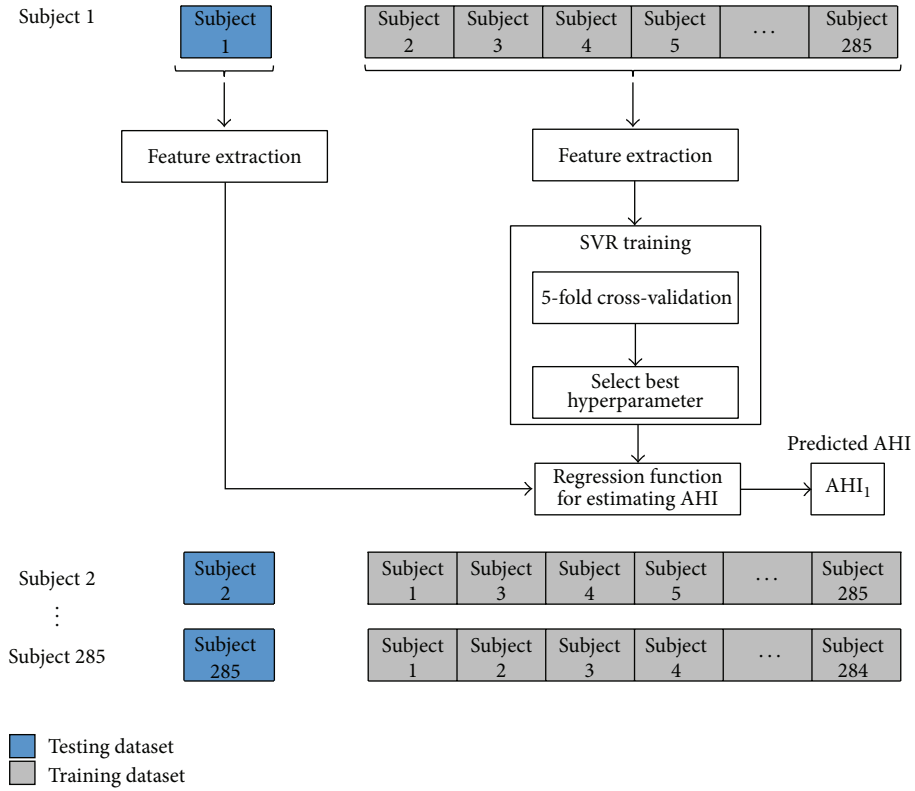 Subject 1
Subject
1
Subject
2
Subject
3
Subject
4
Subject
5
...
Subject
285
Feature extraction
Feature extraction
SVR training
5-fold cross-validation
Select best
hyperparameter
Predicted AHI
Regression function
for estimating AHI
AHI₁
Subject 2
Subject
2
Subject
1
Subject
3
Subject
4
Subject
5
...
Subject
285
⋮
Subject 285
Subject
285
Subject
1
Subject
2
Subject
3
Subject
4
...
Subject
284
Testing dataset
Training dataset